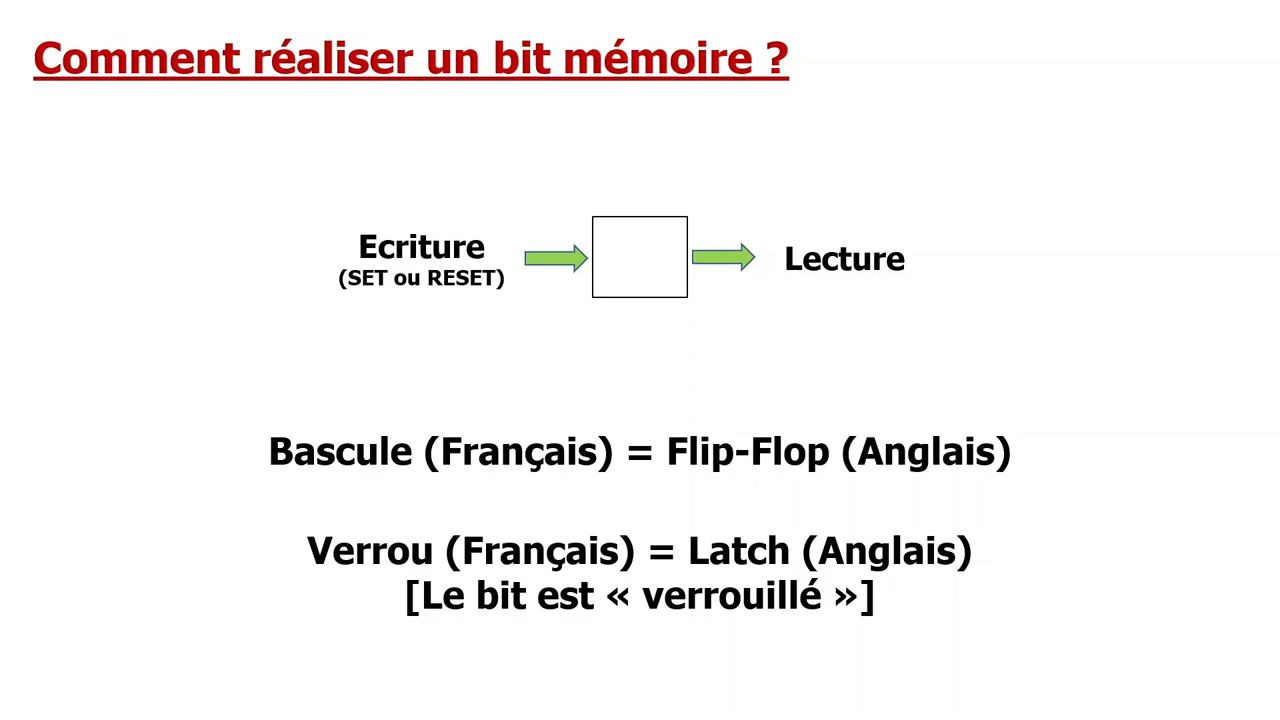 Comment réaliser un bit mémoire ?
Ecriture
(SET ou RESET)
Lecture
Bascule (Français) = Flip-Flop (Anglais)
Verrou (Français) = Latch (Anglais)
[Le bit est « verrouillé »]